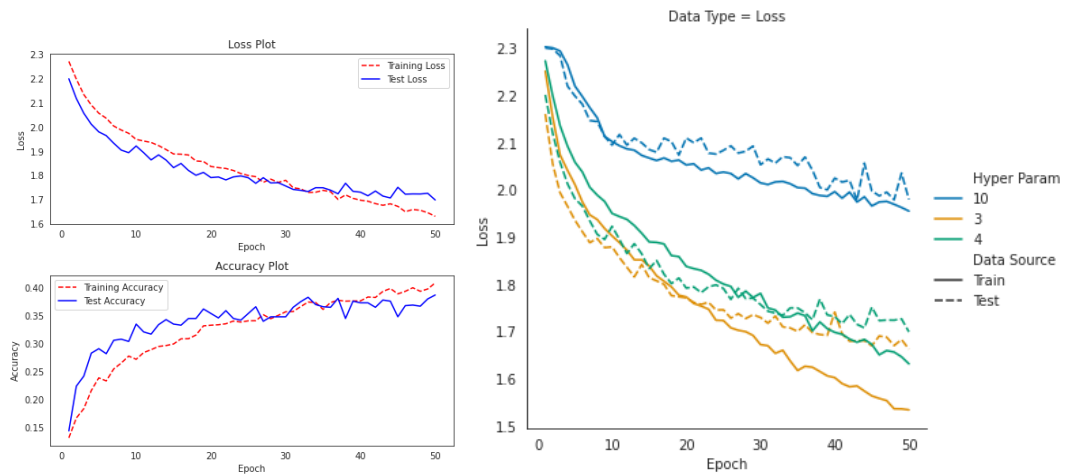 Loss Plot
2.3
2.2
2.1
2.0
1.9
1.8
1.7
1.6
Loss
Training Loss
Test Loss
0 10 20 30 40 50
Epoch
Accuracy Plot
0.40
0.35
0.30
0.25
0.20
0.15
Accuracy
Training Accuracy
Test Accuracy
0 10 20 30 40 50
Epoch
Data Type = Loss
2.3
2.2
2.1
2.0
1.9
1.8
1.7
1.6
1.5
Loss
0 10 20 30 40 50
Epoch
Hyper Param
10
3
4
Data Source
Train
Test